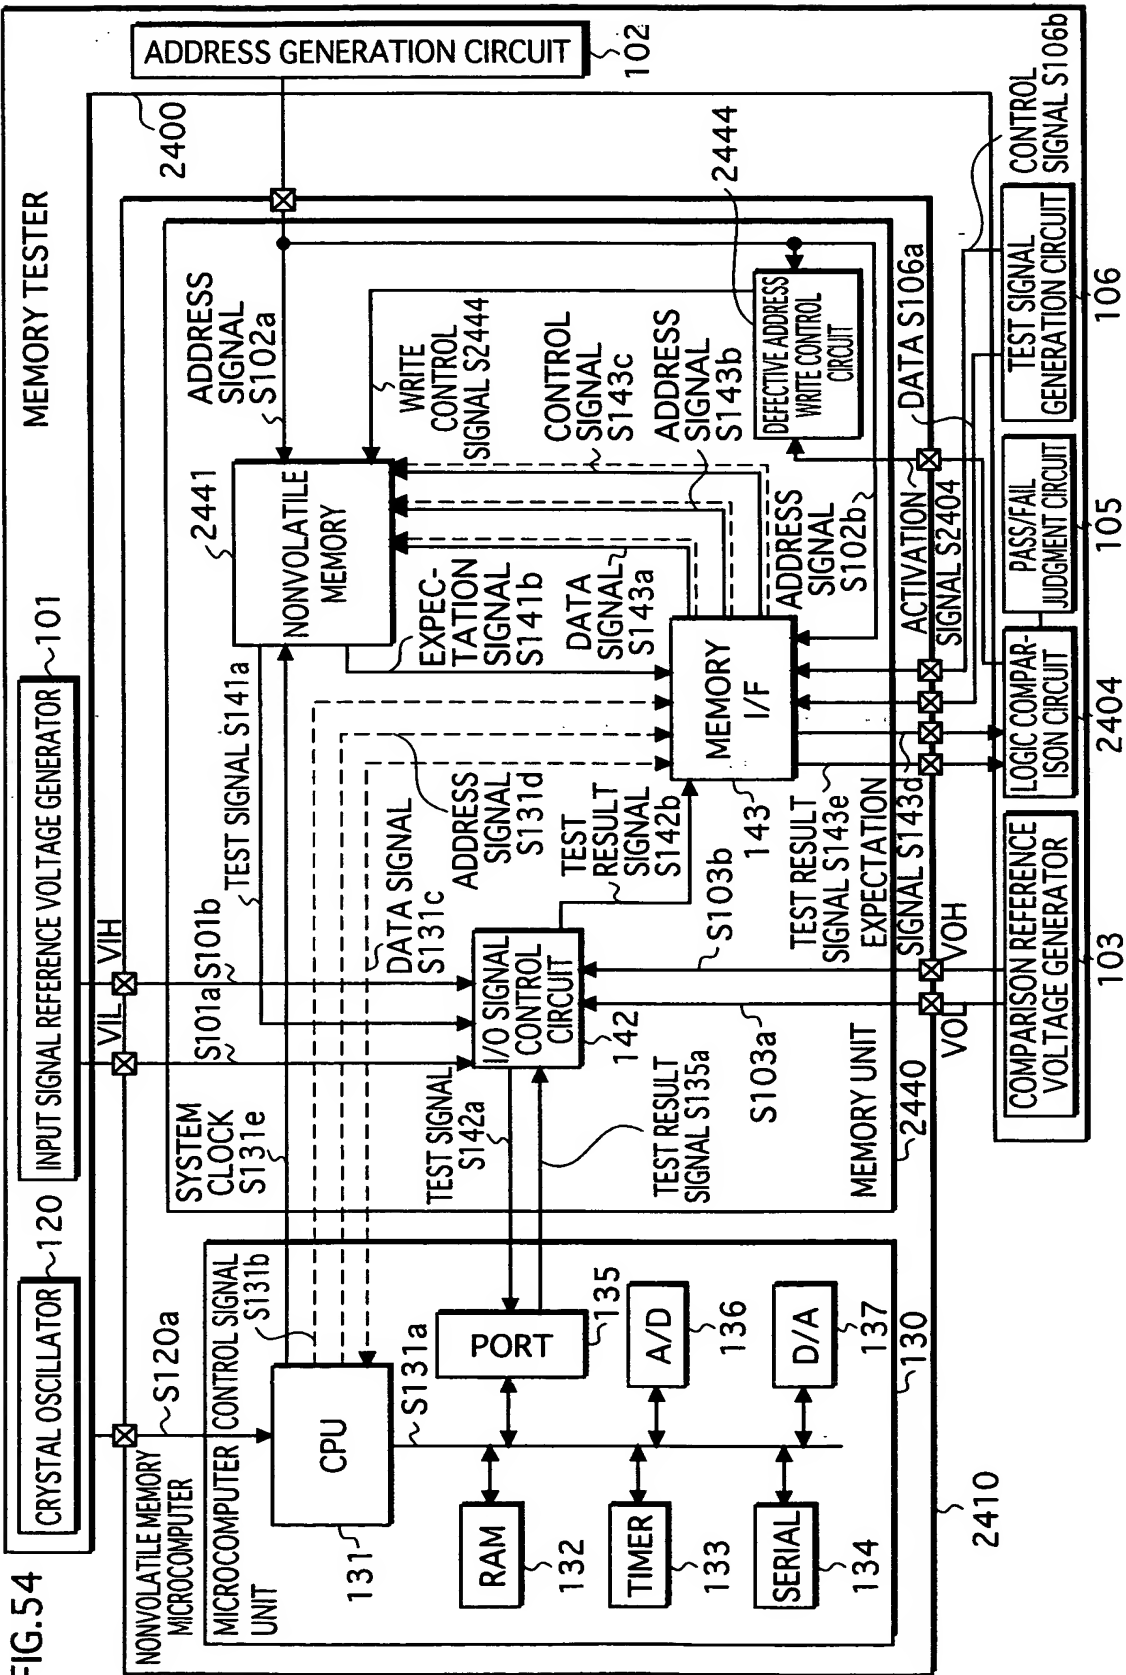 FIG.54
MEMORY TESTER
CRYSTAL OSCILLATOR
120
INPUT SIGNAL REFERENCE VOLTAGE GENERATOR
101
ADDRESS GENERATION CIRCUIT
102
2400
S120a
VIL
VIH
S101a
S101b
NONVOLATILE MEMORY
MICROCOMPUTER
MICROCOMPUTER
UNIT
CONTROL SIGNAL
S131b
SYSTEM
CLOCK
S131e
TEST SIGNAL S141a
2441
NONVOLATILE
MEMORY
ADDRESS
SIGNAL
S102a
WRITE
CONTROL
SIGNAL S2444
CPU
131
S131a
DATA SIGNAL
S131c
ADDRESS
SIGNAL
S131d
EXPEC-
TATION
SIGNAL
S141b
DATA
SIGNAL
S143a
CONTROL
SIGNAL
S143c
ADDRESS
SIGNAL
S143b
2444
DEFECTIVE ADDRESS
WRITE CONTROL
CIRCUIT
TEST SIGNAL
S142a
I/O SIGNAL
CONTROL
CIRCUIT
142
TEST
RESULT
SIGNAL
S142b
MEMORY
I/F
143
ADDRESS
SIGNAL
S102b
PORT
135
RAM
132
TIMER
133
SERIAL
134
A/D
136
D/A
137
130
TEST RESULT
SIGNAL S135a
S103a
S103b
TEST RESULT
SIGNAL S143e
EXPECTATION
SIGNAL S143d
ACTIVATION
SIGNAL S2404
DATA S106a
CONTROL
SIGNAL S106b
MEMORY UNIT
2440
VOL
VOH
2410
COMPARISON REFERENCE
VOLTAGE GENERATOR
103
LOGIC COMPAR-
ISON CIRCUIT
2404
PASS/FAIL
JUDGMENT CIRCUIT
105
TEST SIGNAL
GENERATION CIRCUIT
106